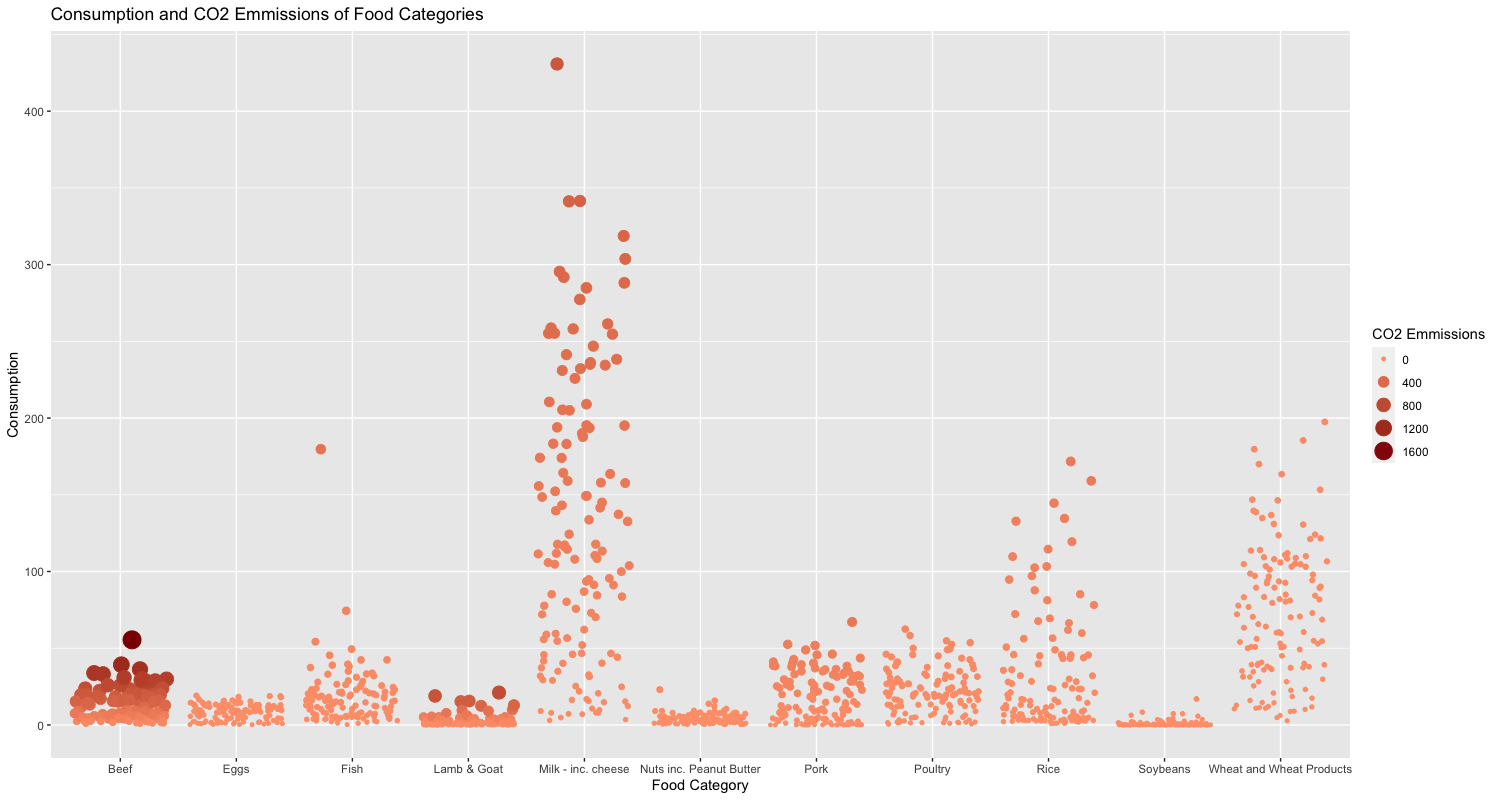 Consumption and CO2 Emmissions of Food Categories
400
300
200
100
0
Consumption
Beef
Eggs
Fish
Lamb & Goat
Milk - inc. cheese
Nuts inc. Peanut Butter
Pork
Poultry
Rice
Soybeans
Wheat and Wheat Products
Food Category
CO2 Emmissions
0
400
800
1200
1600